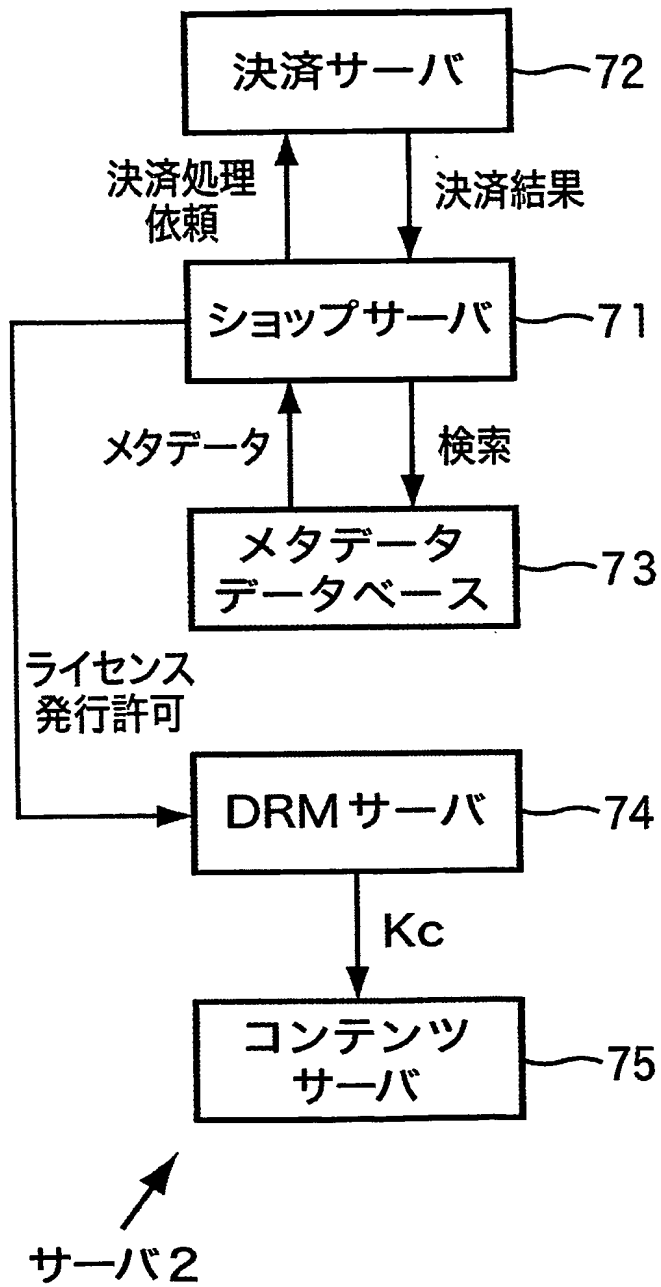 決済サーバ
72
決済処理
依頼
決済結果
ショップサーバ
71
メタデータ
検索
メタデータ
データベース
73
ライセンス
発行許可
DRMサーバ
74
Kc
コンテンツ
サーバ
75
サーバ2